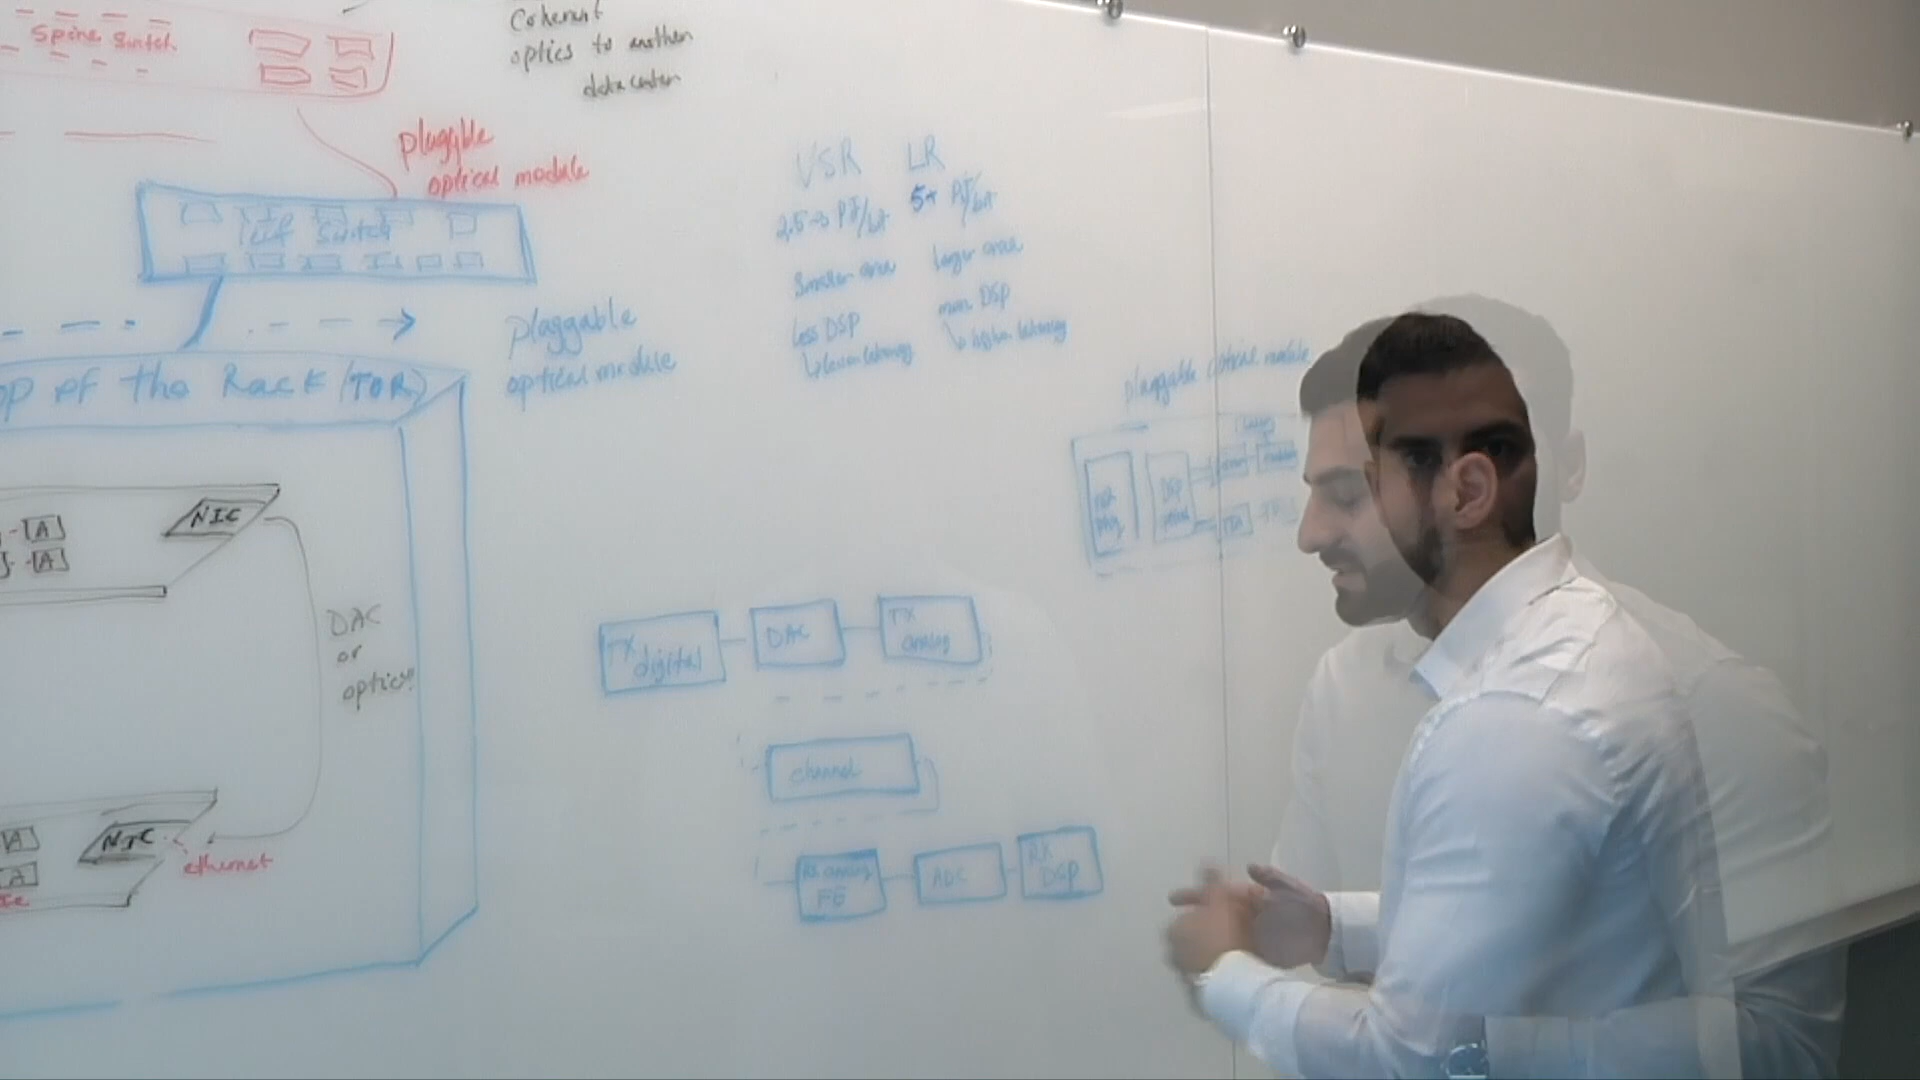 Spine Switch
Coherent
optics to another
data center
pluggble
optical module
leaf Switch
pluggable
optical module
op of the Rack (TOR)
VSR LR
2.5-3 PJ/bit 5+ PJ/bit
Smaller area larger area
Less DSP more DSP
lower latency higher latency
pluggable optical module
DSP
TIA
NIC
A
A
DAC
or
optics!
TX digital
DAC
TX analog
channel
RX analog FE
ADC
RX DSP
NIC
ethernet
A
A